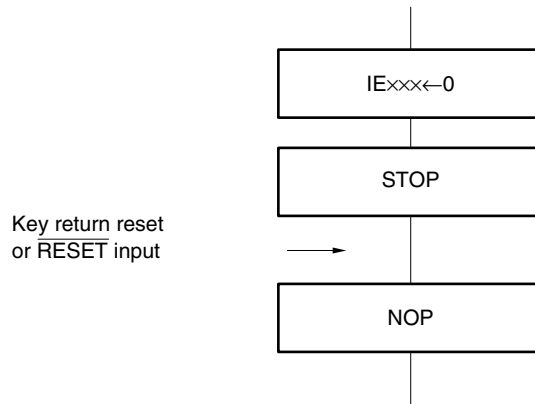 IE×××←0
STOP
Key return reset
or RESET input
NOP